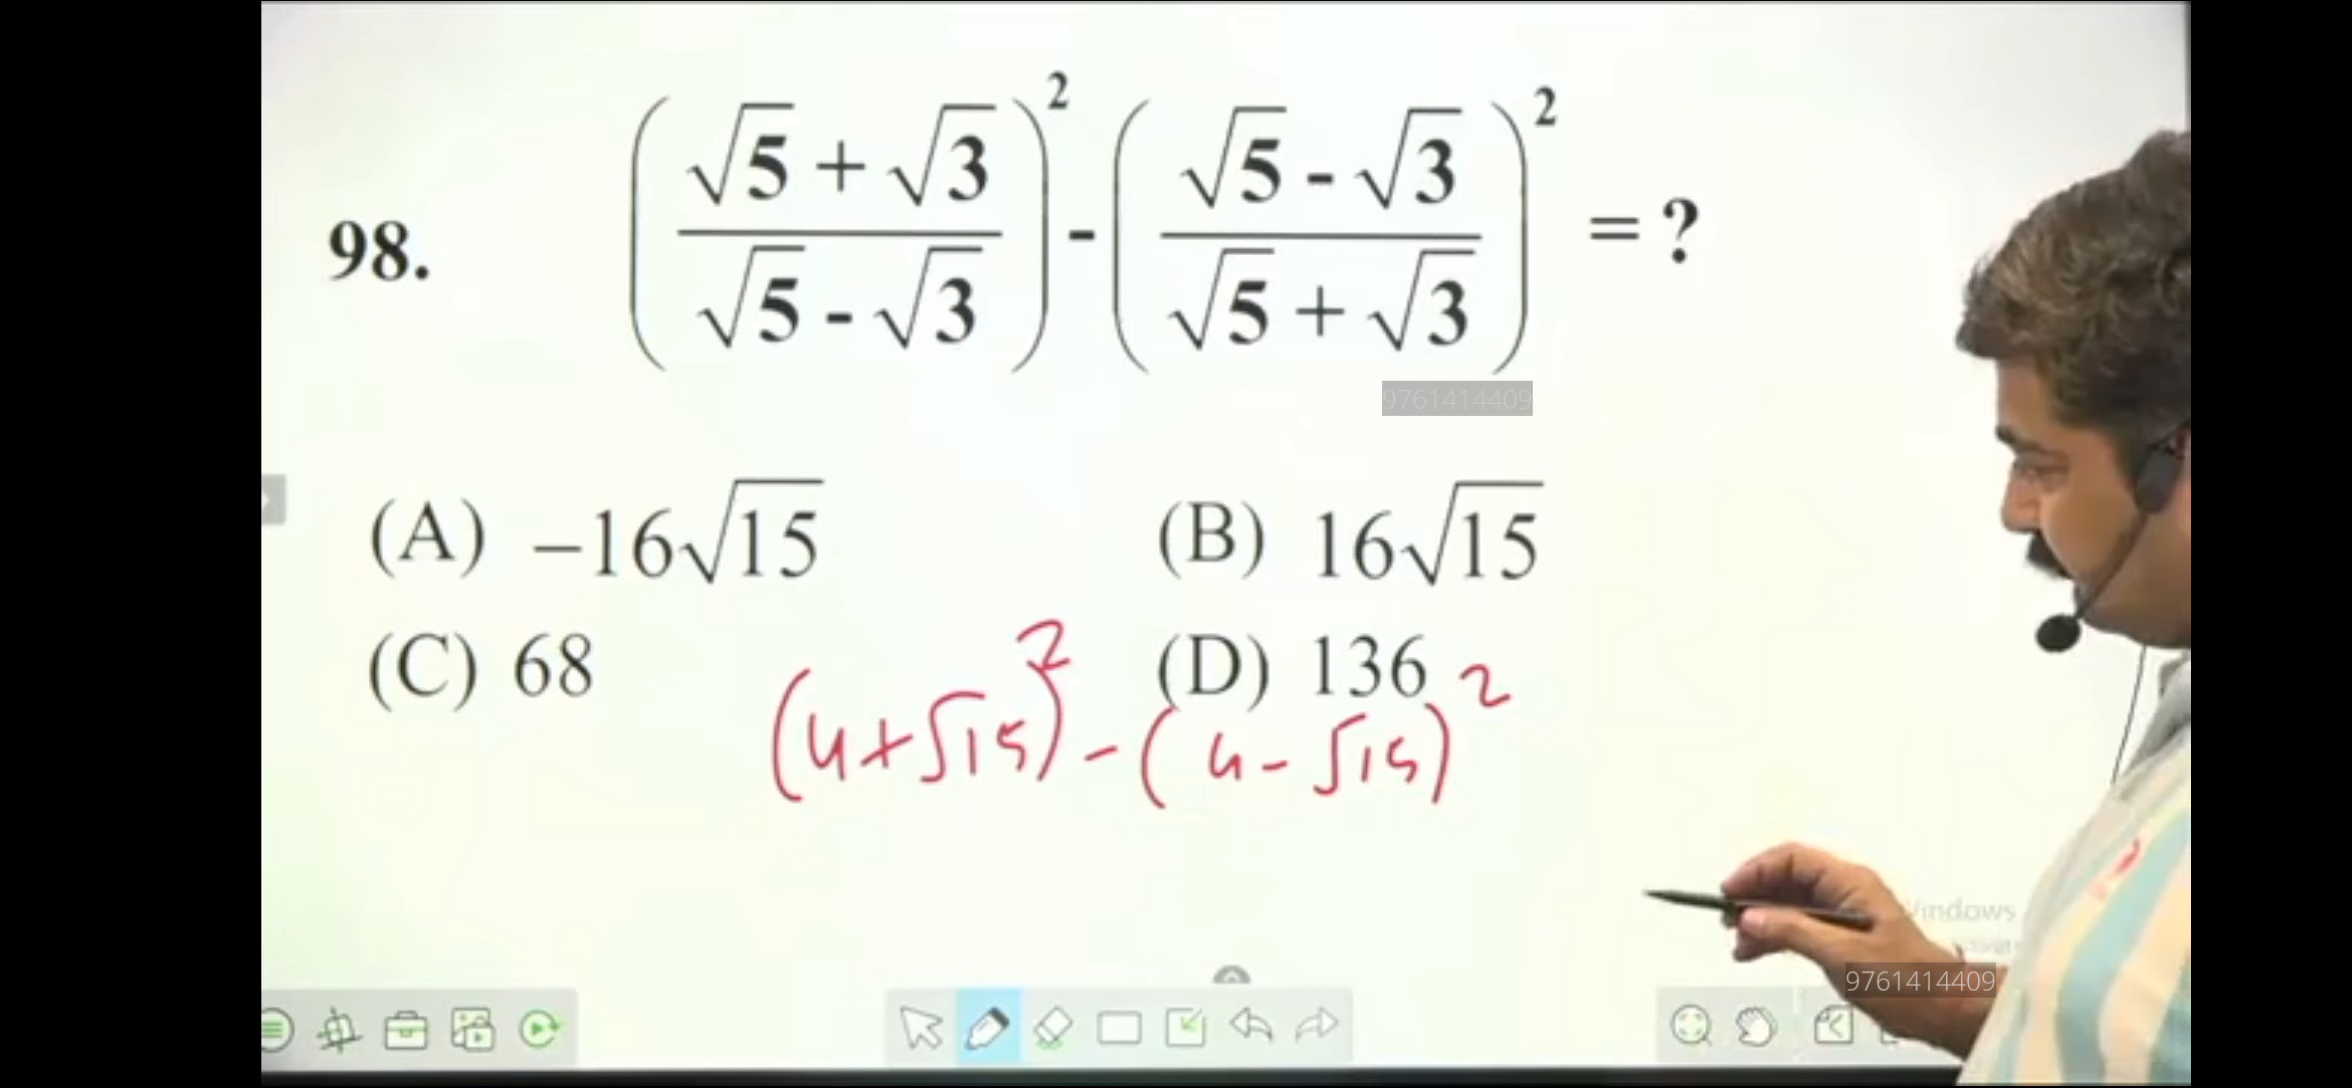 98. (√5 + √3 / √5 - √3)² - (√5 - √3 / √5 + √3)² = ?
9761414409
(A) –16√15 (B) 16√15
(C) 68 (D) 136
(4+√15)² - (4-√15)²
Windows
9761414409